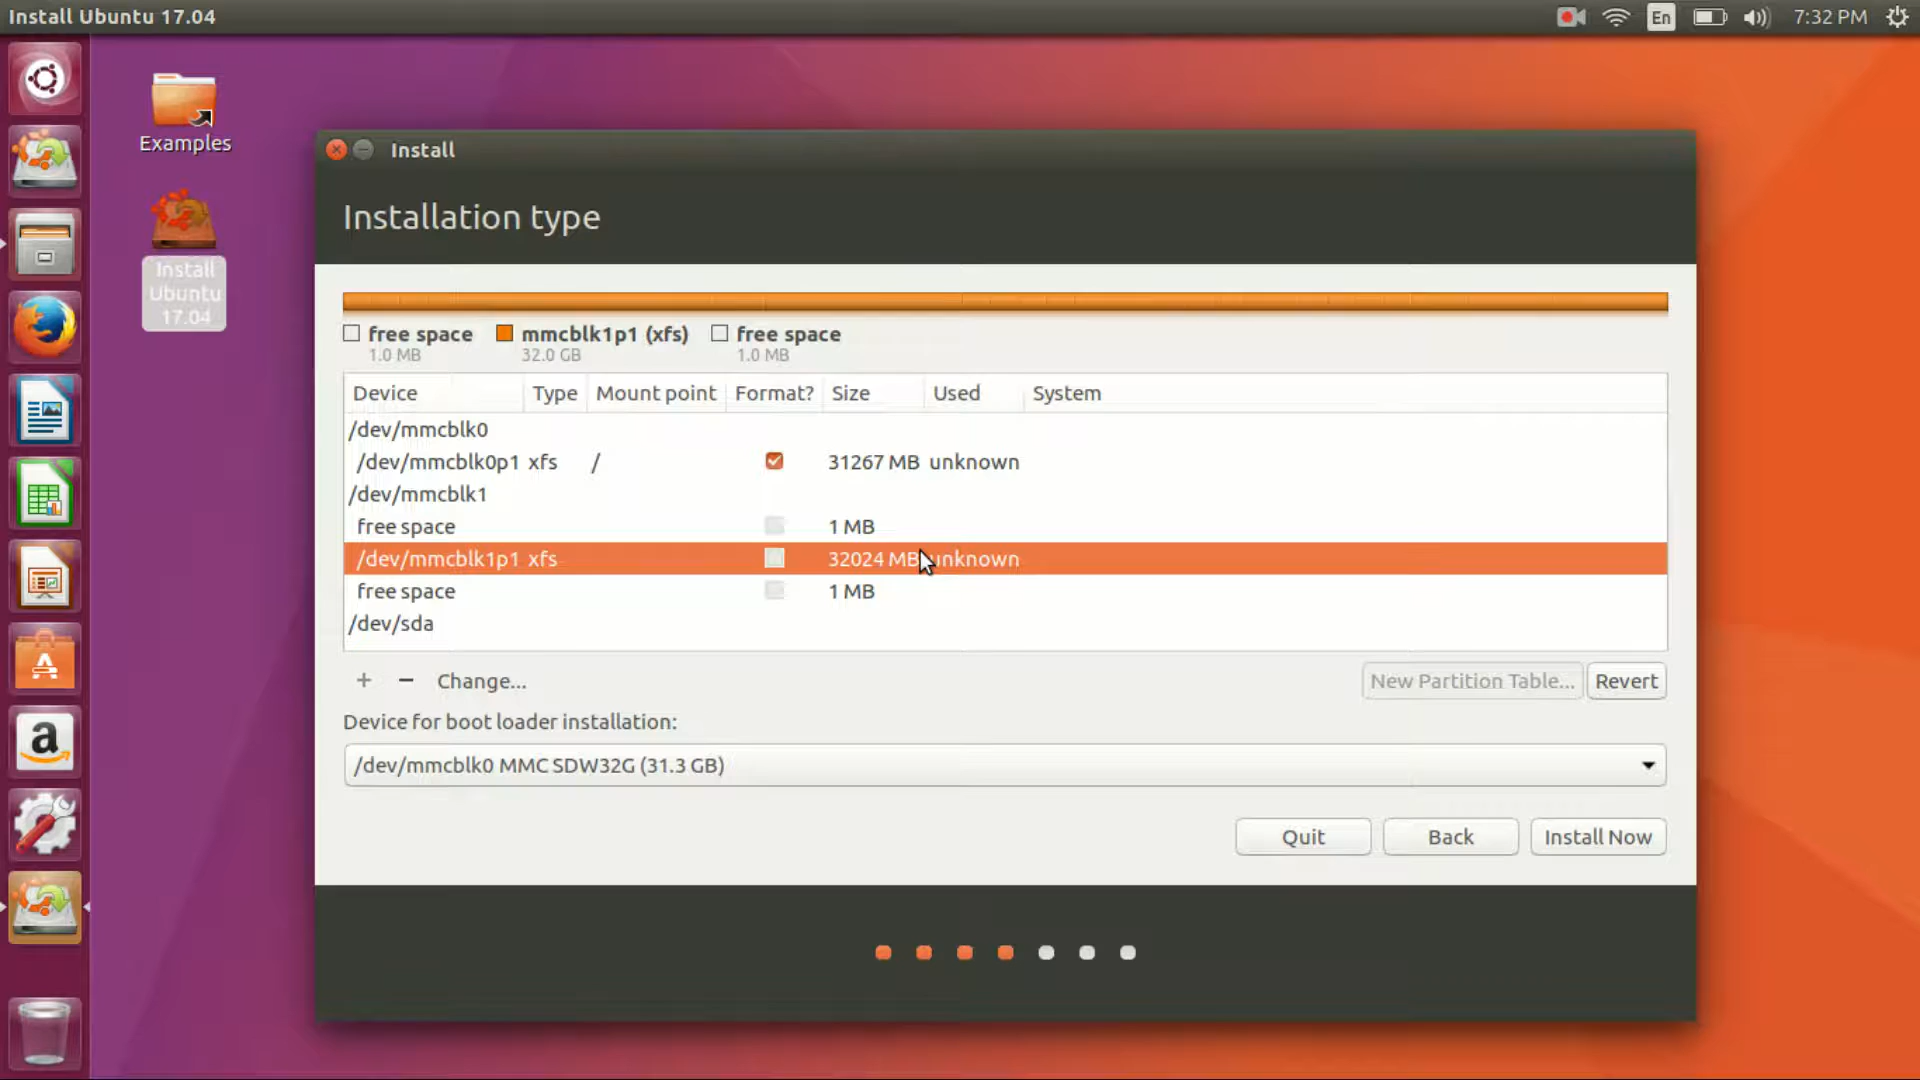 Install Ubuntu 17.04
En
7:32 PM
Examples
Install
Ubuntu
17.04
Install
Installation type
free space
1.0 MB
mmcblk1p1 (xfs)
32.0 GB
free space
1.0 MB
Device Type Mount point Format? Size Used System
/dev/mmcblk0
/dev/mmcblk0p1 xfs / 31267 MB unknown
/dev/mmcblk1
free space 1 MB
/dev/mmcblk1p1 xfs 32024 MB unknown
free space 1 MB
/dev/sda
+ − Change...
New Partition Table... Revert
Device for boot loader installation:
/dev/mmcblk0 MMC SDW32G (31.3 GB)
Quit Back Install Now